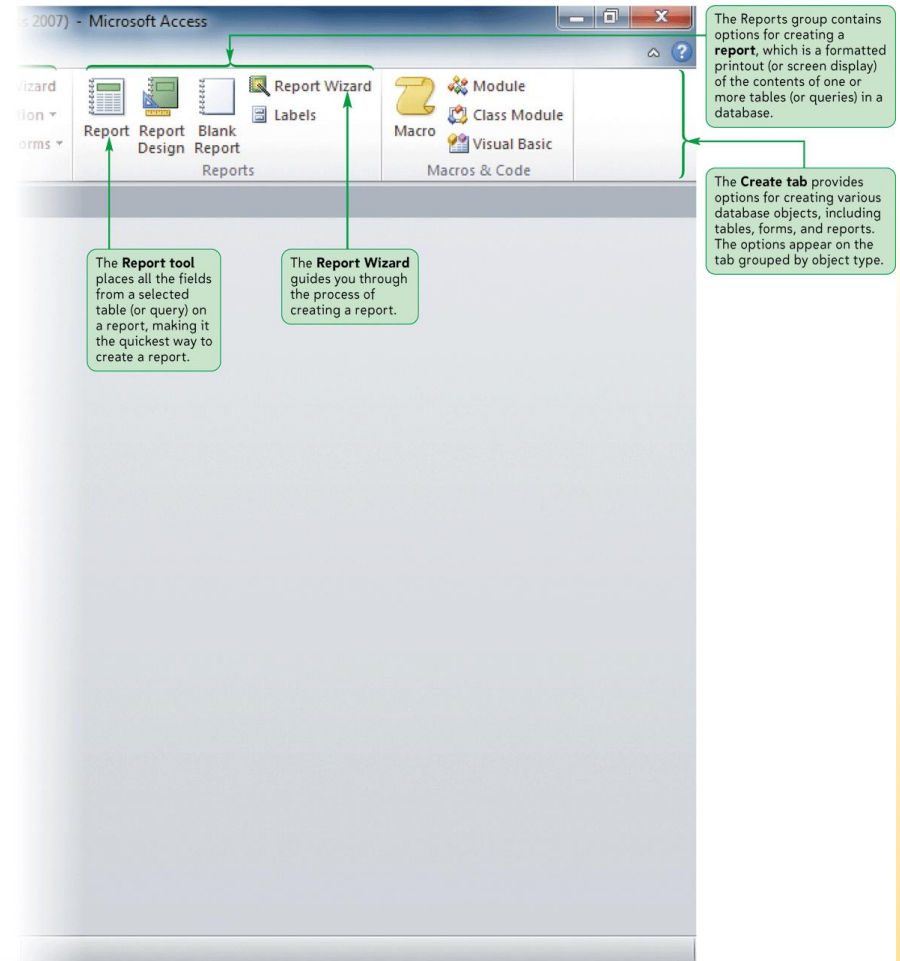 s 2007) - Microsoft Access
izard
tion
orms
Report
Report
Design
Blank
Report
Report Wizard
Labels
Reports
Macro
Module
Class Module
Visual Basic
Macros & Code
The Reports group contains
options for creating a
report, which is a formatted
printout (or screen display)
of the contents of one or
more tables (or queries) in a
database.
The Create tab provides
options for creating various
database objects, including
tables, forms, and reports.
The options appear on the
tab grouped by object type.
The Report tool
places all the fields
from a selected
table (or query) on
a report, making it
the quickest way to
create a report.
The Report Wizard
guides you through
the process of
creating a report.